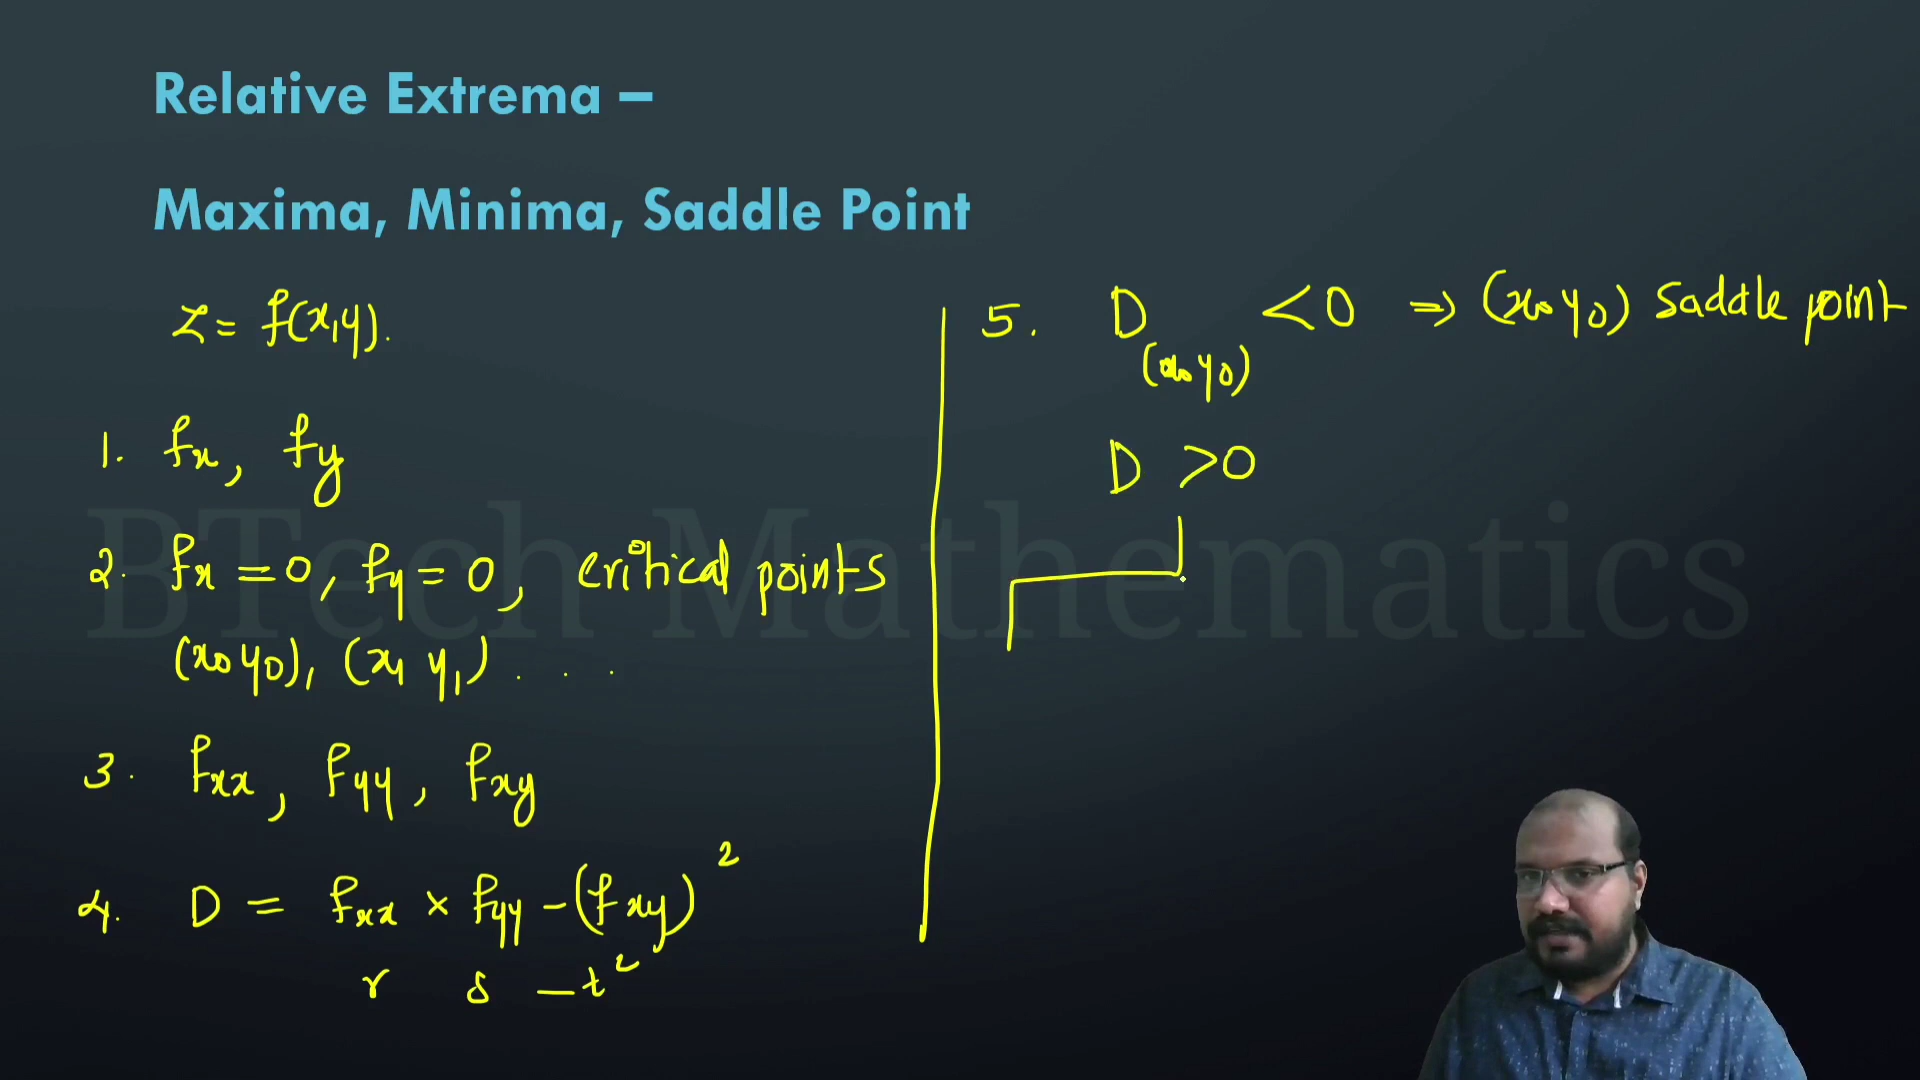 Relative Extrema –
Maxima, Minima, Saddle Point
z = f(x,y).
1. fx, fy
2. fx = 0, fy = 0, critical points
(x0 y0), (x1 y1) . . .
3. fxx, fyy, fxy
4. D = fxx × fyy – (fxy)²
r s – t²
5. D(x0 y0) < 0 ⇒ (x0 y0) saddle point
D > 0
BTech Mathematics